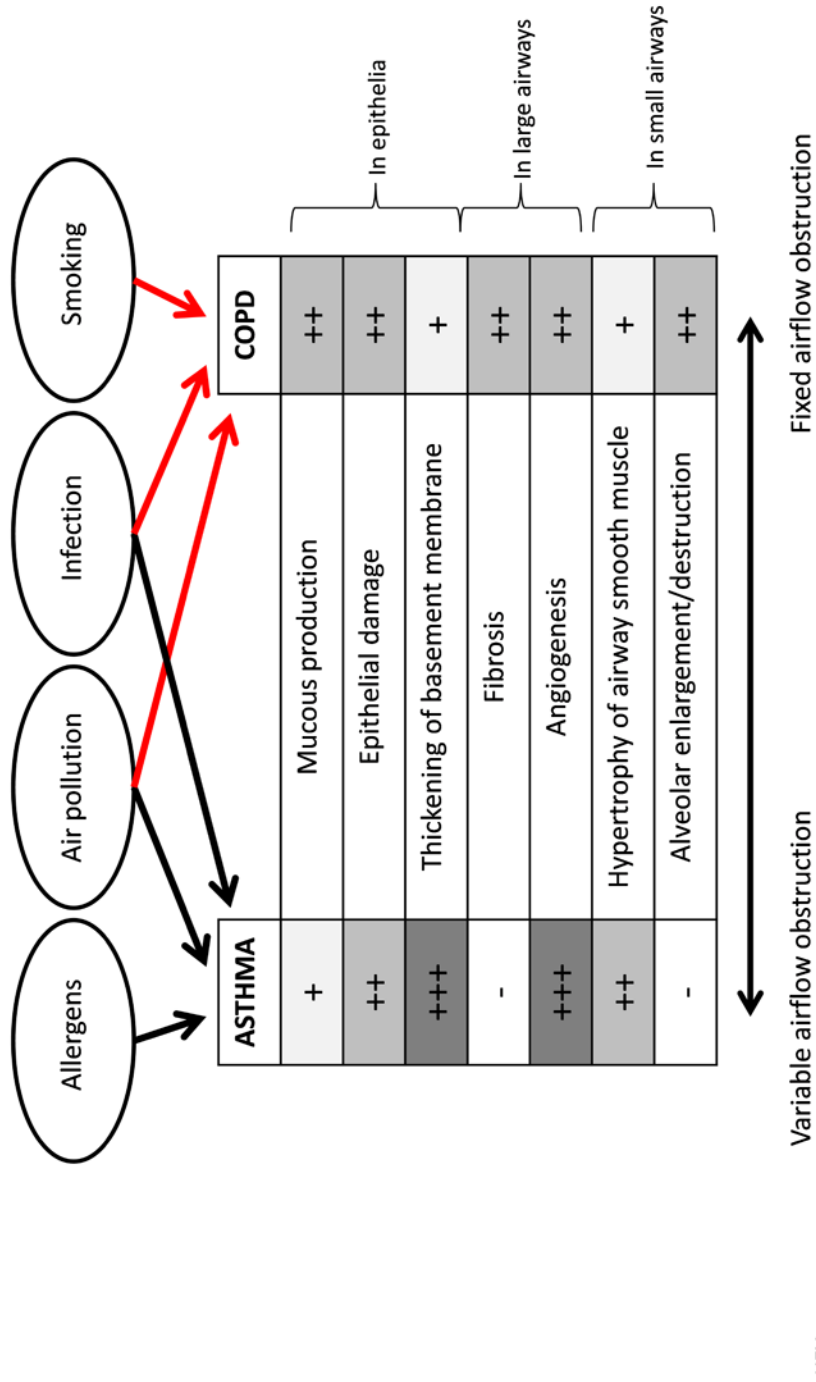 Allergens
Air pollution
Infection
Smoking
ASTHMA
COPD
+
Mucous production
++
++
Epithelial damage
++
In epithelia
+++
Thickening of basement membrane
+
-
Fibrosis
++
In large airways
+++
Angiogenesis
++
++
Hypertrophy of airway smooth muscle
+
In small airways
-
Alveolar enlargement/destruction
++
Variable airflow obstruction
Fixed airflow obstruction